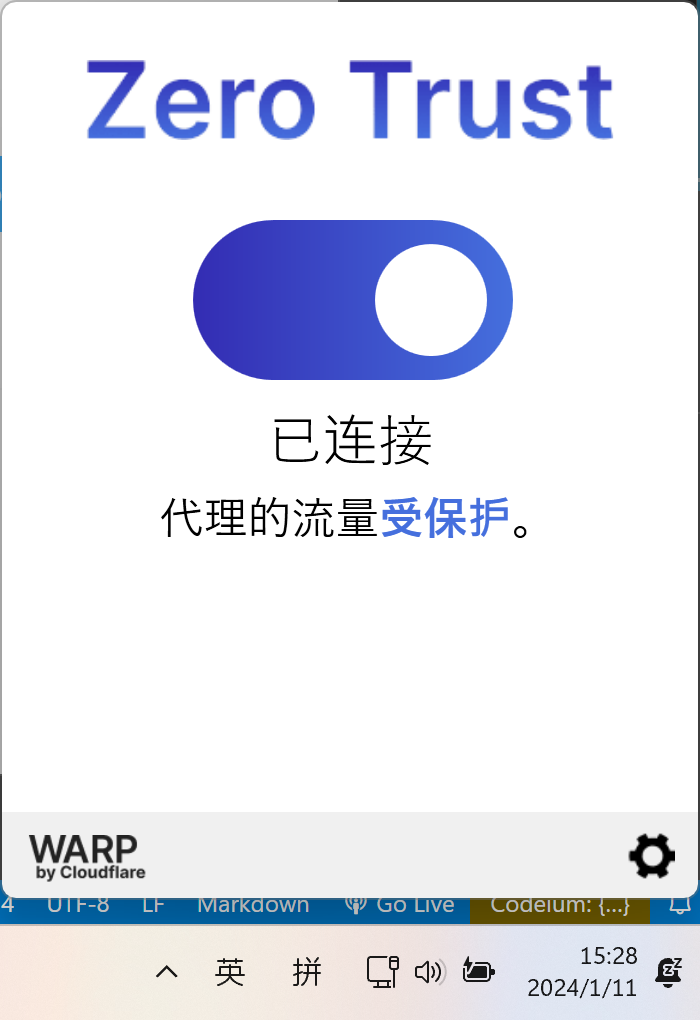 Zero Trust
已连接
代理的流量受保护。
WARP
by Cloudflare
4 UTF-8 LF Markdown Go Live Codeium: {...}
英 拼 15:28
2024/1/11